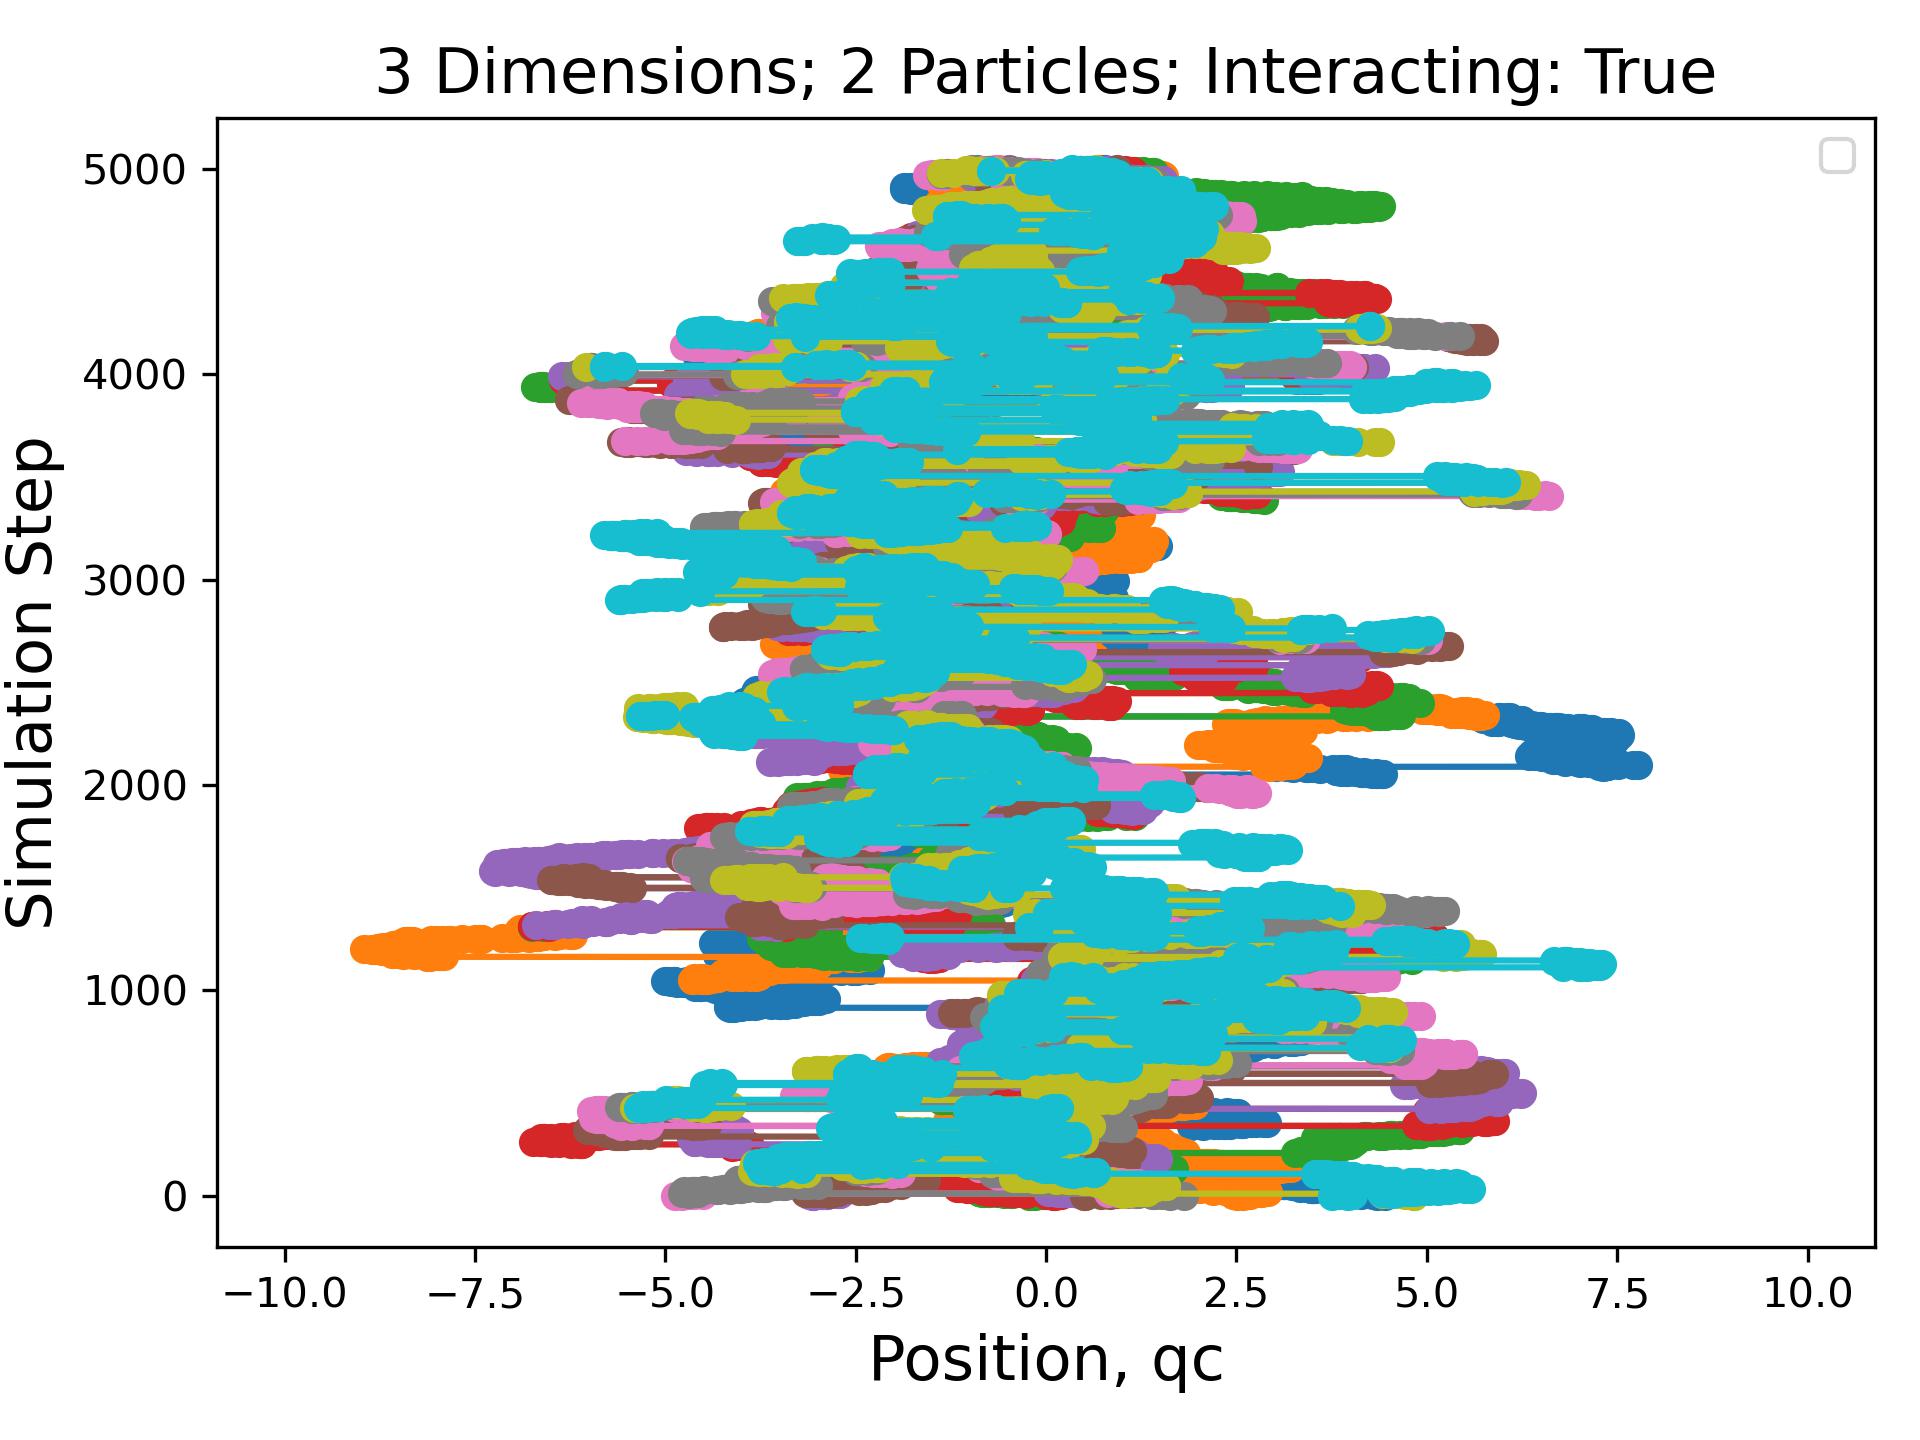 3 Dimensions; 2 Particles; Interacting: True
5000
4000
3000
2000
1000
0
Simulation Step
−10.0 −7.5 −5.0 −2.5 0.0 2.5 5.0 7.5 10.0
Position, qc